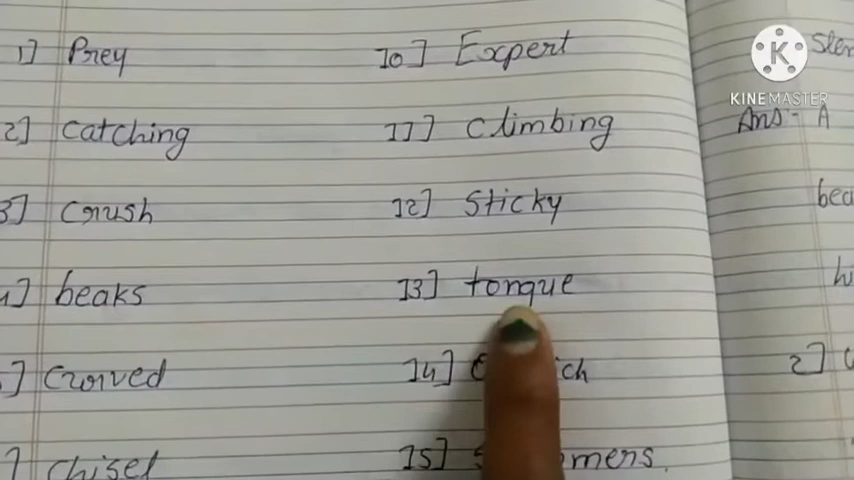 1] Prey
2] Catching
3] Crush
4] beaks
5] Curved
] Chisel
10] Expert
11] Climbing
12] Sticky
13] tongue
14]
15]
KINEMASTER
Ans:- A
2]